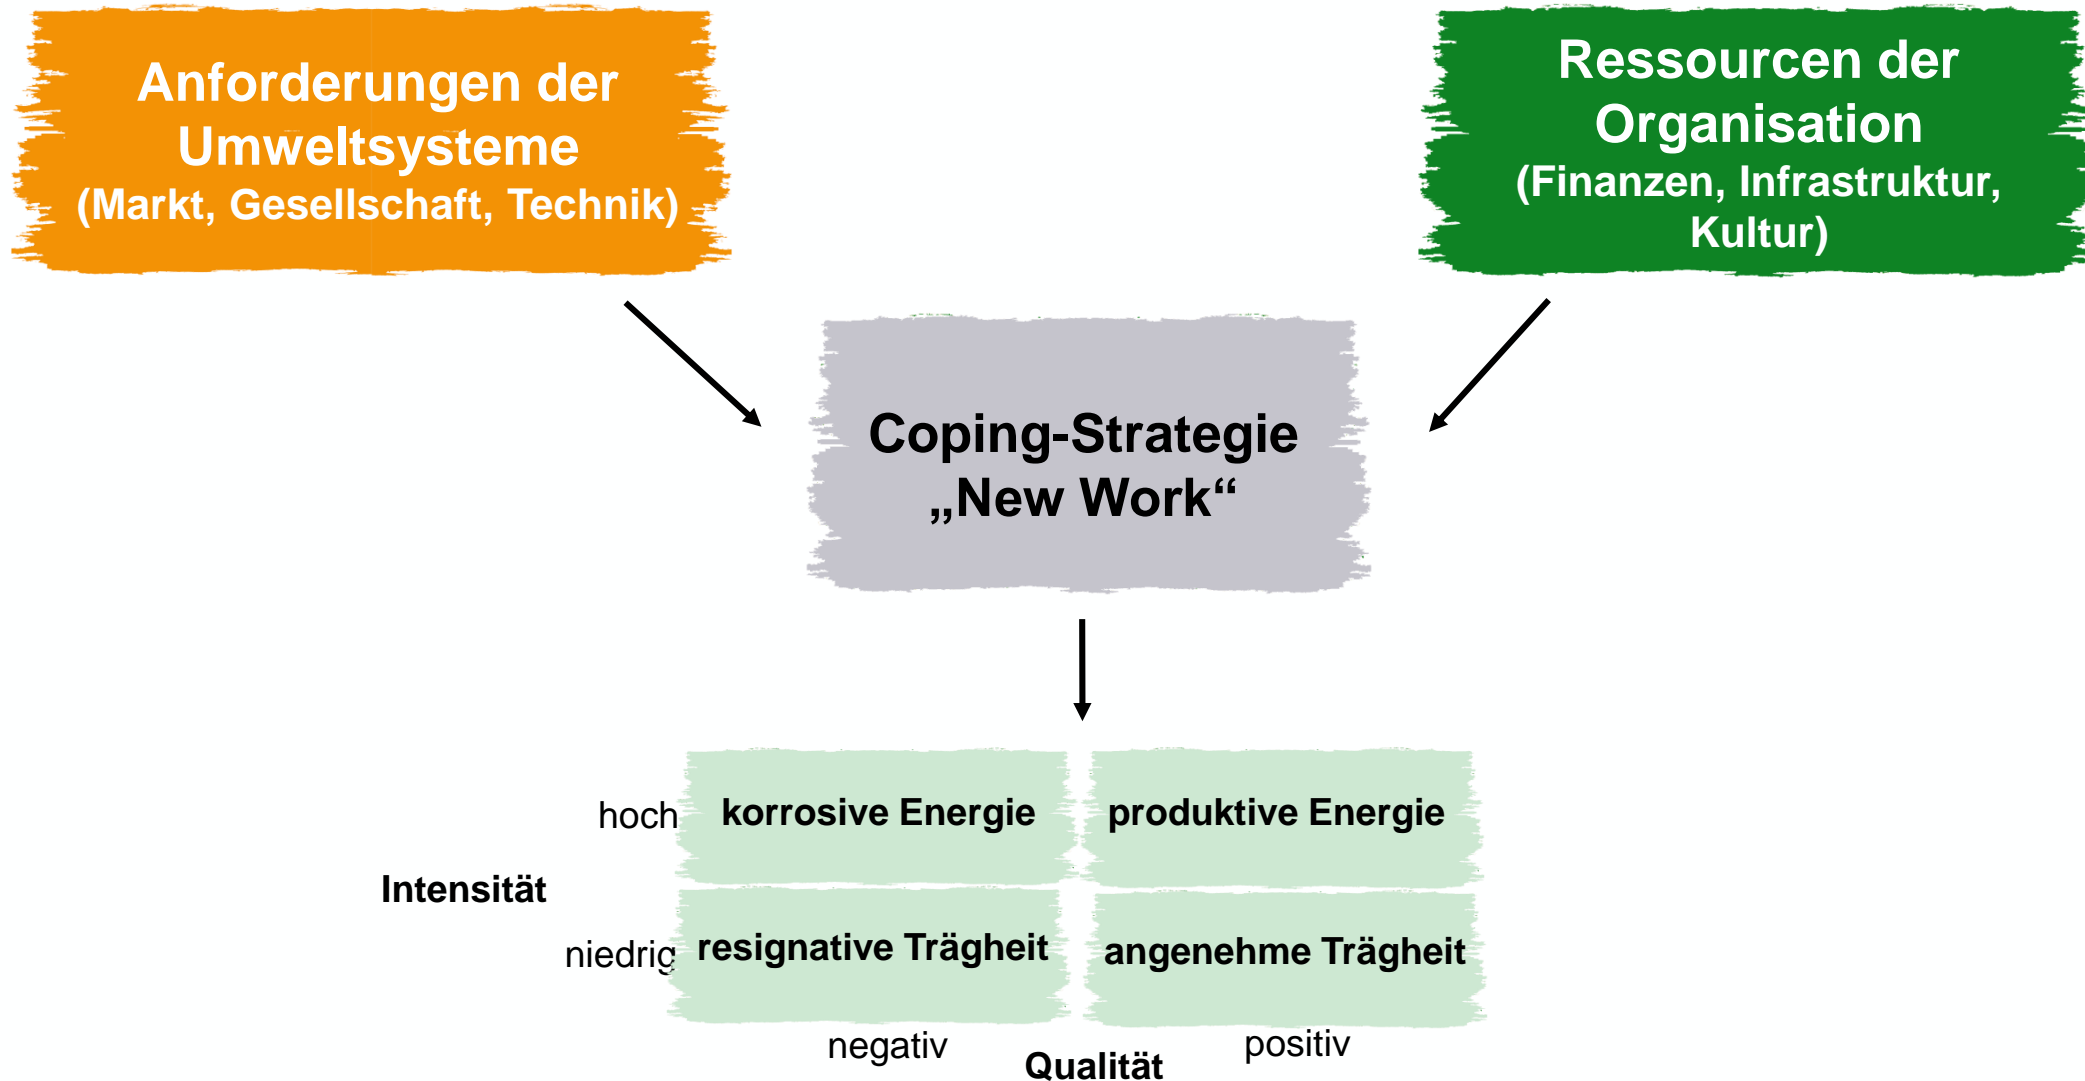 Anforderungen der
Umweltsysteme
(Markt, Gesellschaft, Technik)
Ressourcen der
Organisation
(Finanzen, Infrastruktur,
Kultur)
Coping-Strategie
„New Work“
hoch
korrosive Energie
produktive Energie
Intensität
niedrig
resignative Trägheit
angenehme Trägheit
negativ
positiv
Qualität